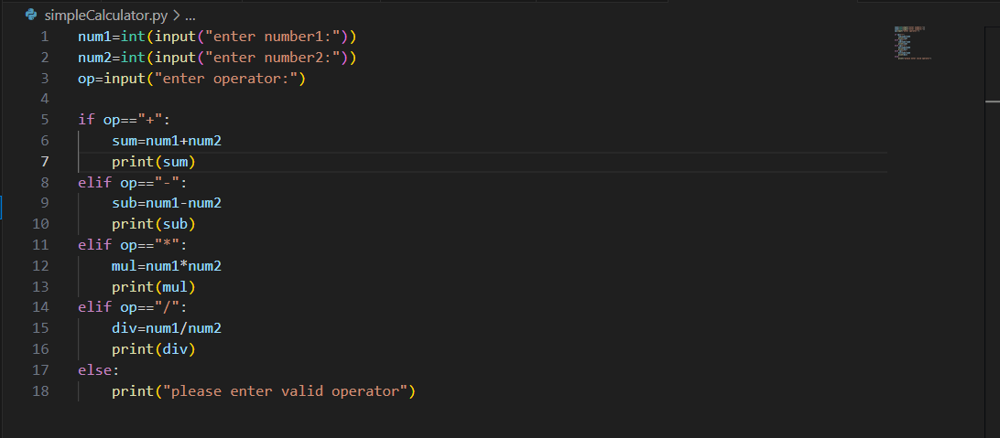 simpleCalculator.py > ...
1 num1=int(input("enter number1:"))
2 num2=int(input("enter number2:"))
3 op=input("enter operator:")
4
5 if op=="+":
6     sum=num1+num2
7     print(sum)
8 elif op=="-":
9     sub=num1-num2
10     print(sub)
11 elif op=="*":
12     mul=num1*num2
13     print(mul)
14 elif op=="/":
15     div=num1/num2
16     print(div)
17 else:
18     print("please enter valid operator")